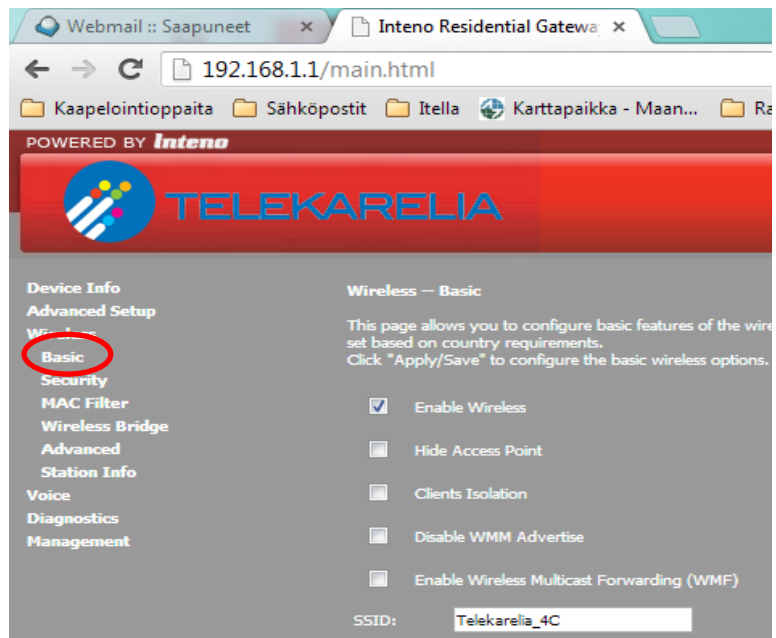 Webmail :: Saapuneet
Inteno Residential Gatewa
192.168.1.1/main.html
Kaapelointioppaita Sähköpostit Itella Karttapaikka - Maan... Ra
POWERED BY Inteno
TELEKARELIA
Device Info
Advanced Setup
Wireless
Basic
Security
MAC Filter
Wireless Bridge
Advanced
Station Info
Voice
Diagnostics
Management
Wireless -- Basic
This page allows you to configure basic features of the wire
set based on country requirements.
Click "Apply/Save" to configure the basic wireless options.
Enable Wireless
Hide Access Point
Clients Isolation
Disable WMM Advertise
Enable Wireless Multicast Forwarding (WMF)
SSID: Telekarelia_4C